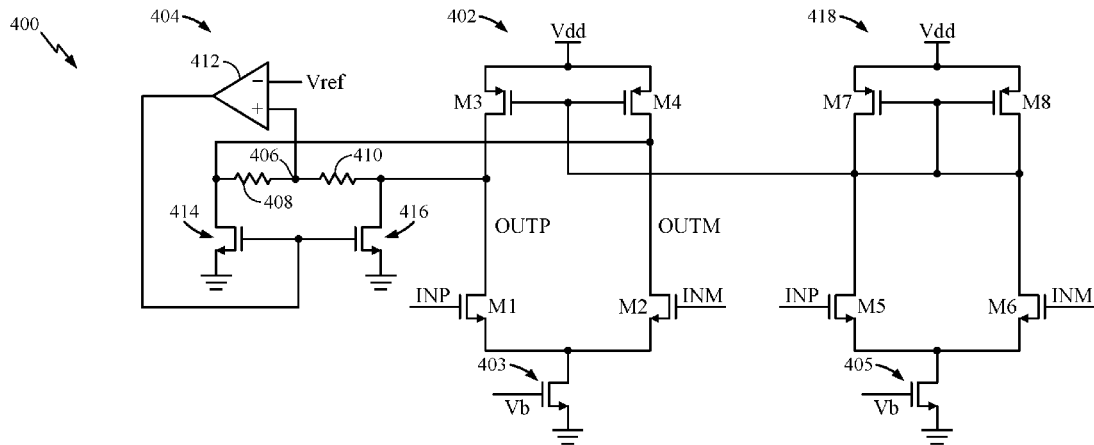 400
404
402
418
412
Vref
Vdd
Vdd
M3
M4
M7
M8
406
410
408
414
416
OUTP
OUTM
INP
M1
M2
INM
INP
M5
M6
INM
403
405
Vb
Vb